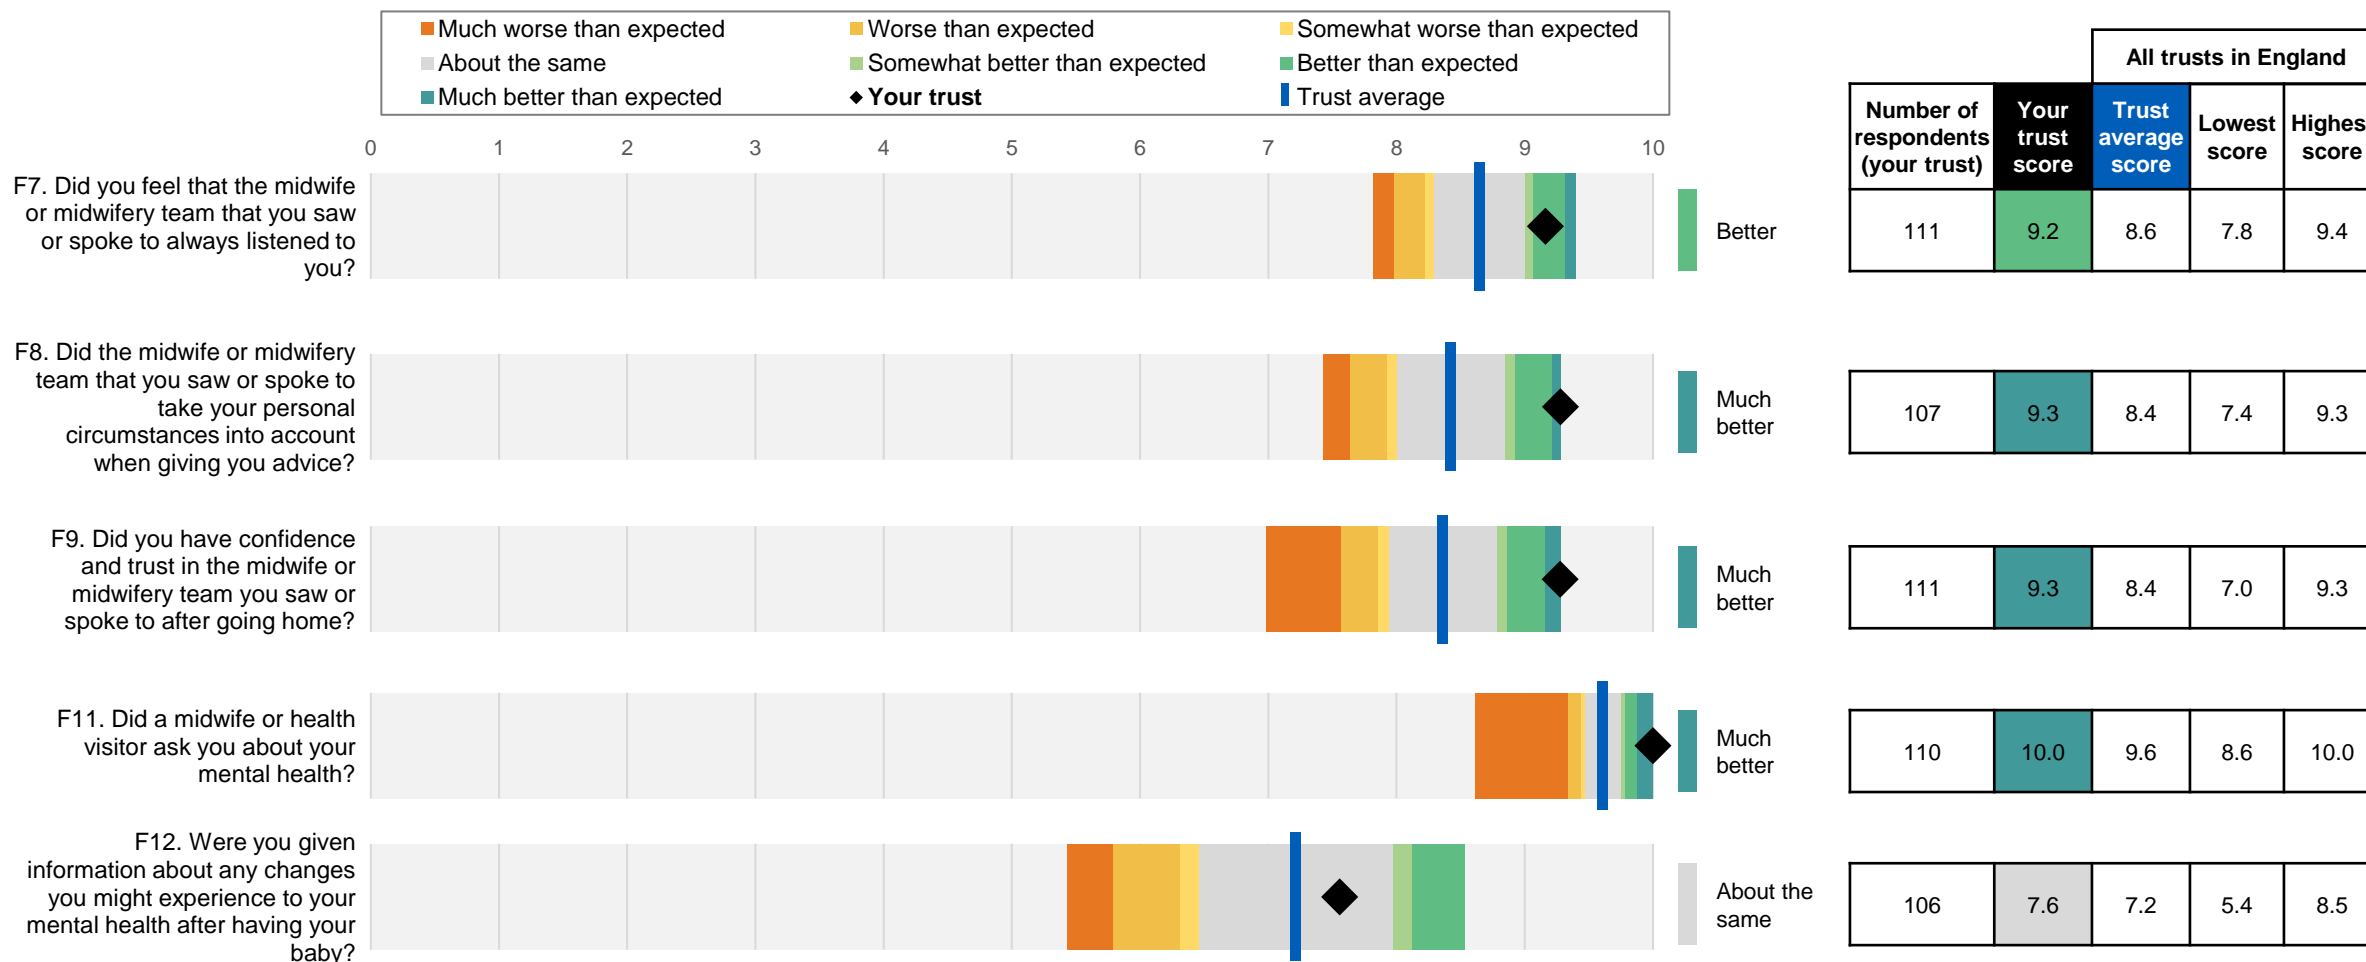 Much worse than expected
Worse than expected
Somewhat worse than expected
About the same
Somewhat better than expected
Better than expected
Much better than expected
Your trust
Trust average
All trusts in England
Number of
respondents
(your trust)
Your
trust
score
Trust
average
score
Lowest
score
Highes
score
0 1 2 3 4 5 6 7 8 9 10
F7. Did you feel that the midwife
or midwifery team that you saw
or spoke to always listened to
you?
Better
111 9.2 8.6 7.8 9.4
F8. Did the midwife or midwifery
team that you saw or spoke to
take your personal
circumstances into account
when giving you advice?
Much
better
107 9.3 8.4 7.4 9.3
F9. Did you have confidence
and trust in the midwife or
midwifery team you saw or
spoke to after going home?
Much
better
111 9.3 8.4 7.0 9.3
F11. Did a midwife or health
visitor ask you about your
mental health?
Much
better
110 10.0 9.6 8.6 10.0
F12. Were you given
information about any changes
you might experience to your
mental health after having your
baby?
About the
same
106 7.6 7.2 5.4 8.5